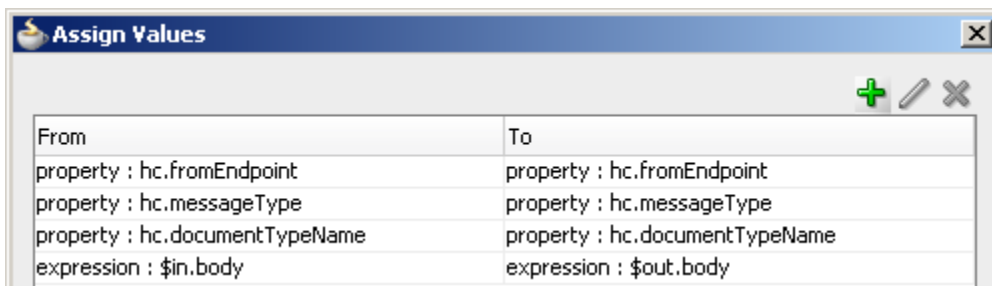 Assign Values
From To
property : hc.fromEndpoint property : hc.fromEndpoint
property : hc.messageType property : hc.messageType
property : hc.documentTypeName property : hc.documentTypeName
expression : $in.body expression : $out.body